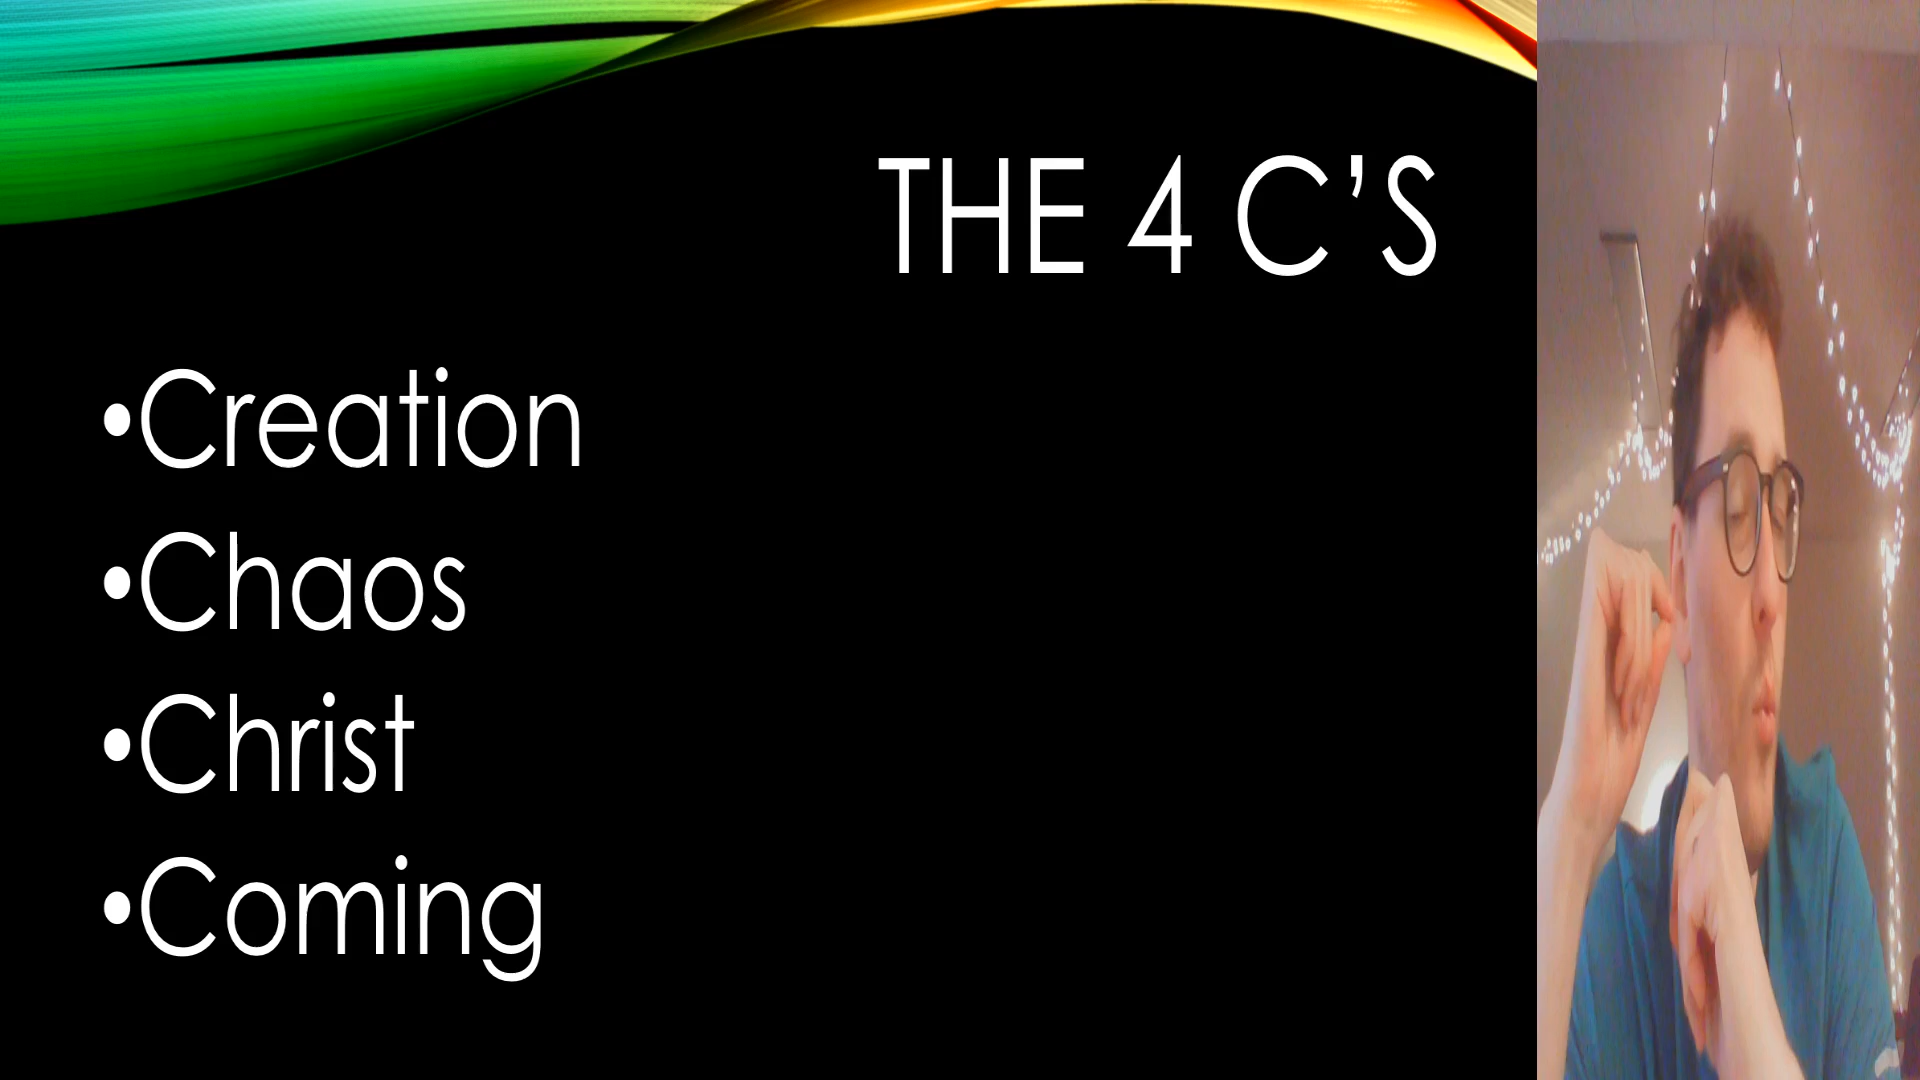 THE 4 C’S
•Creation
•Chaos
•Christ
•Coming